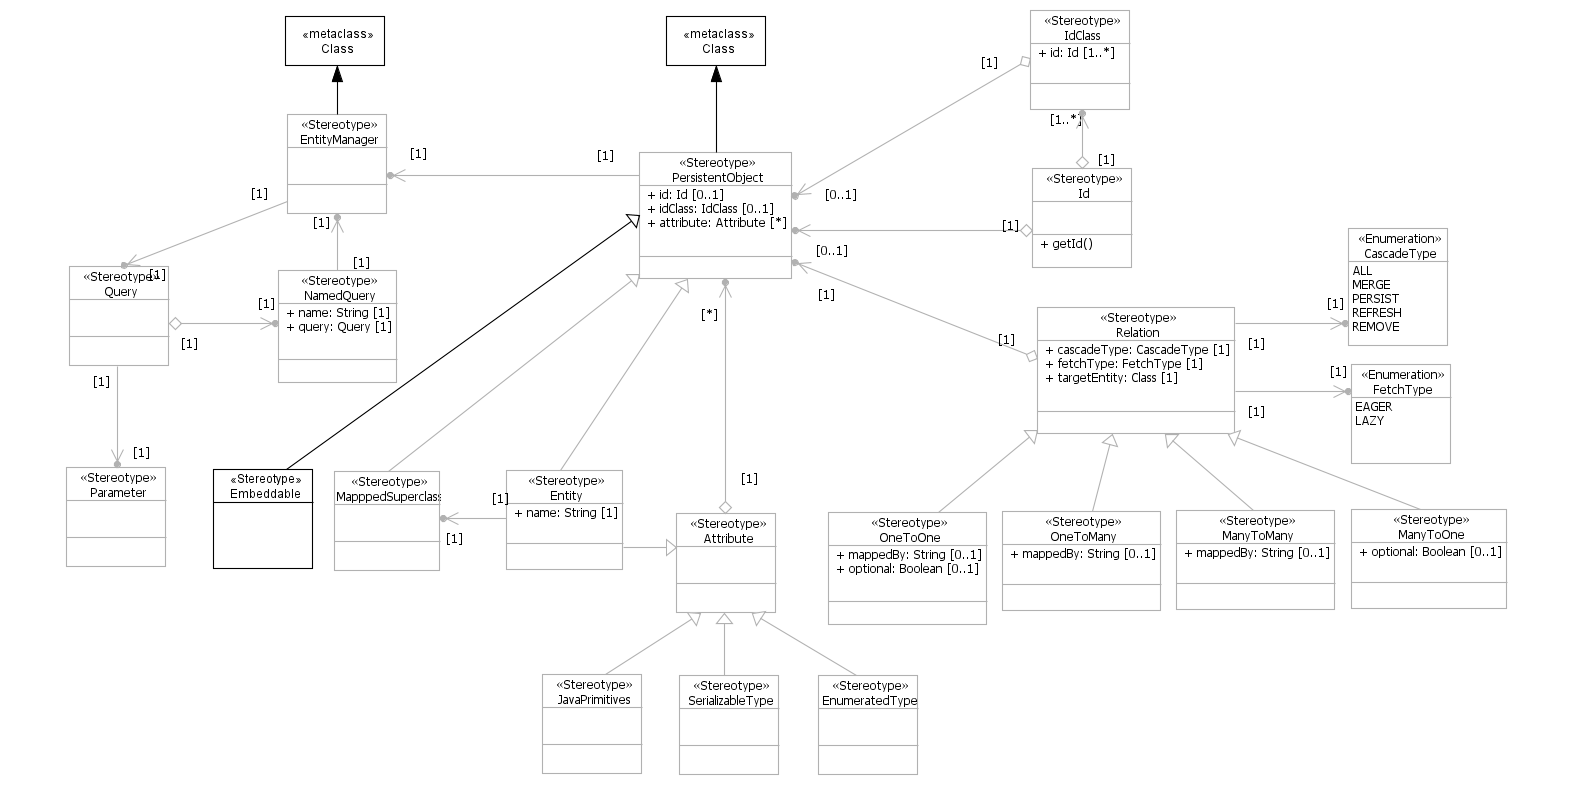 «metaclass»
Class
«metaclass»
Class
«Stereotype»
IdClass
+ id: Id [1..*]
[1]
[1..*]
«Stereotype»
EntityManager
[1]
[1]
«Stereotype»
PersistentObject
+ id: Id [0..1]
+ idClass: IdClass [0..1]
+ attribute: Attribute [*]
[1]
«Stereotype»
Id
+ getId()
[0..1]
[1]
[0..1]
[1]
[1]
[1]
[1]
«Stereotype»
Query
[1]
«Stereotype»
NamedQuery
+ name: String [1]
+ query: Query [1]
[1]
[1]
[1]
«Enumeration»
CascadeType
ALL
MERGE
PERSIST
REFRESH
REMOVE
[1]
[1]
«Stereotype»
Relation
+ cascadeType: CascadeType [1]
+ fetchType: FetchType [1]
+ targetEntity: Class [1]
[*]
[1]
«Enumeration»
FetchType
EAGER
LAZY
[1]
[1]
[1]
«Stereotype»
Parameter
«Stereotype»
Embeddable
«Stereotype»
MapppedSuperclass
[1]
[1]
«Stereotype»
Entity
+ name: String [1]
[1]
«Stereotype»
Attribute
«Stereotype»
OneToOne
+ mappedBy: String [0..1]
+ optional: Boolean [0..1]
«Stereotype»
OneToMany
+ mappedBy: String [0..1]
«Stereotype»
ManyToMany
+ mappedBy: String [0..1]
«Stereotype»
ManyToOne
+ optional: Boolean [0..1]
«Stereotype»
JavaPrimitives
«Stereotype»
SerializableType
«Stereotype»
EnumeratedType